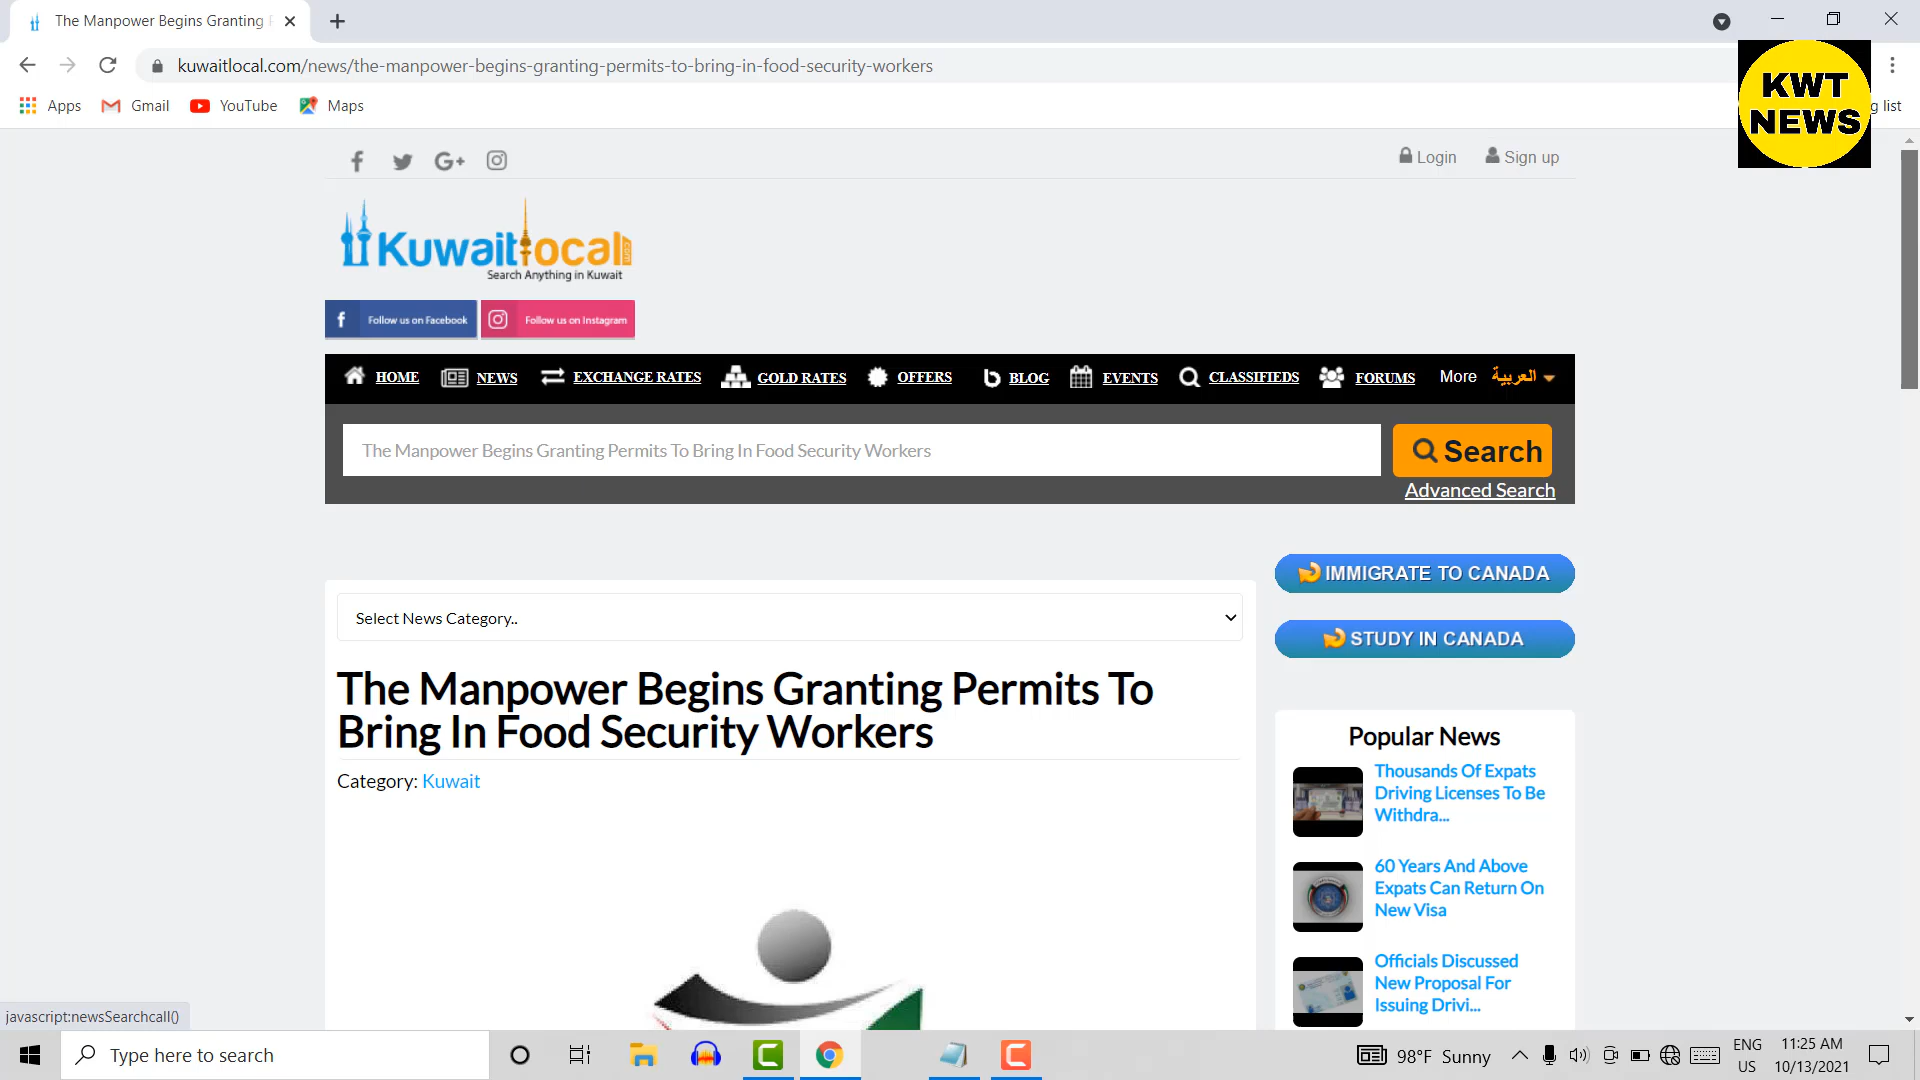 The Manpower Begins Granting
kuwaitlocal.com/news/the-manpower-begins-granting-permits-to-bring-in-food-security-workers
Apps
Gmail
YouTube
Maps
list
KWT
NEWS
G+
Login
Sign up
Kuwaitlocal
Search Anything in Kuwait
Follow us on Facebook
Follow us on Instagram
HOME
NEWS
EXCHANGE RATES
GOLD RATES
OFFERS
BLOG
EVENTS
CLASSIFIEDS
FORUMS
More
العربية
The Manpower Begins Granting Permits To Bring In Food Security Workers
Search
Advanced Search
Select News Category..
The Manpower Begins Granting Permits To
Bring In Food Security Workers
Category: Kuwait
IMMIGRATE TO CANADA
STUDY IN CANADA
Popular News
Thousands Of Expats
Driving Licenses To Be
Withdra...
60 Years And Above
Expats Can Return On
New Visa
Officials Discussed
New Proposal For
Issuing Drivi...
javascript:newsSearchcall()
Type here to search
98°F Sunny
ENG
US
11:25 AM
10/13/2021